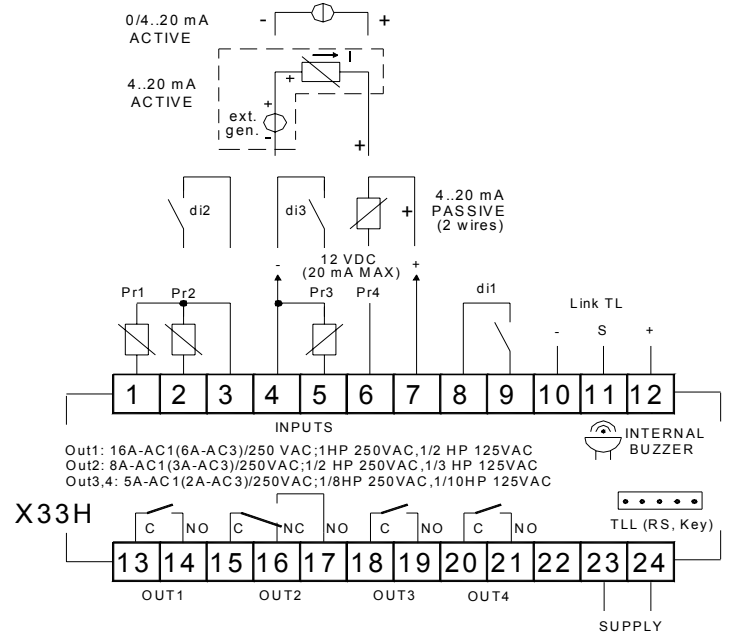 0/4..20 mA - +
ACTIVE
+ I
4..20 mA
ACTIVE
+
ext.
gen.
-
+
di2 di3 4..20 mA
+ PASSIVE
(2 wires)
- 12 VDC +
(20 mA MAX)
Pr1 Pr2 Pr3 Pr4 di1
Link TL
- S +
1 2 3 4 5 6 7 8 9 10 11 12
INPUTS
INTERNAL
BUZZER
Out1: 16A-AC1(6A-AC3)/250 VAC;1HP 250VAC,1/2 HP 125VAC
Out2: 8A-AC1(3A-AC3)/250VAC;1/2 HP 250VAC,1/3 HP 125VAC
Out3,4: 5A-AC1(2A-AC3)/250VAC;1/8HP 250VAC,1/10HP 125VAC
X33H
C NO C NC NO C NO C NO TLL (RS, Key)
13 14 15 16 17 18 19 20 21 22 23 24
OUT1 OUT2 OUT3 OUT4
SUPPLY